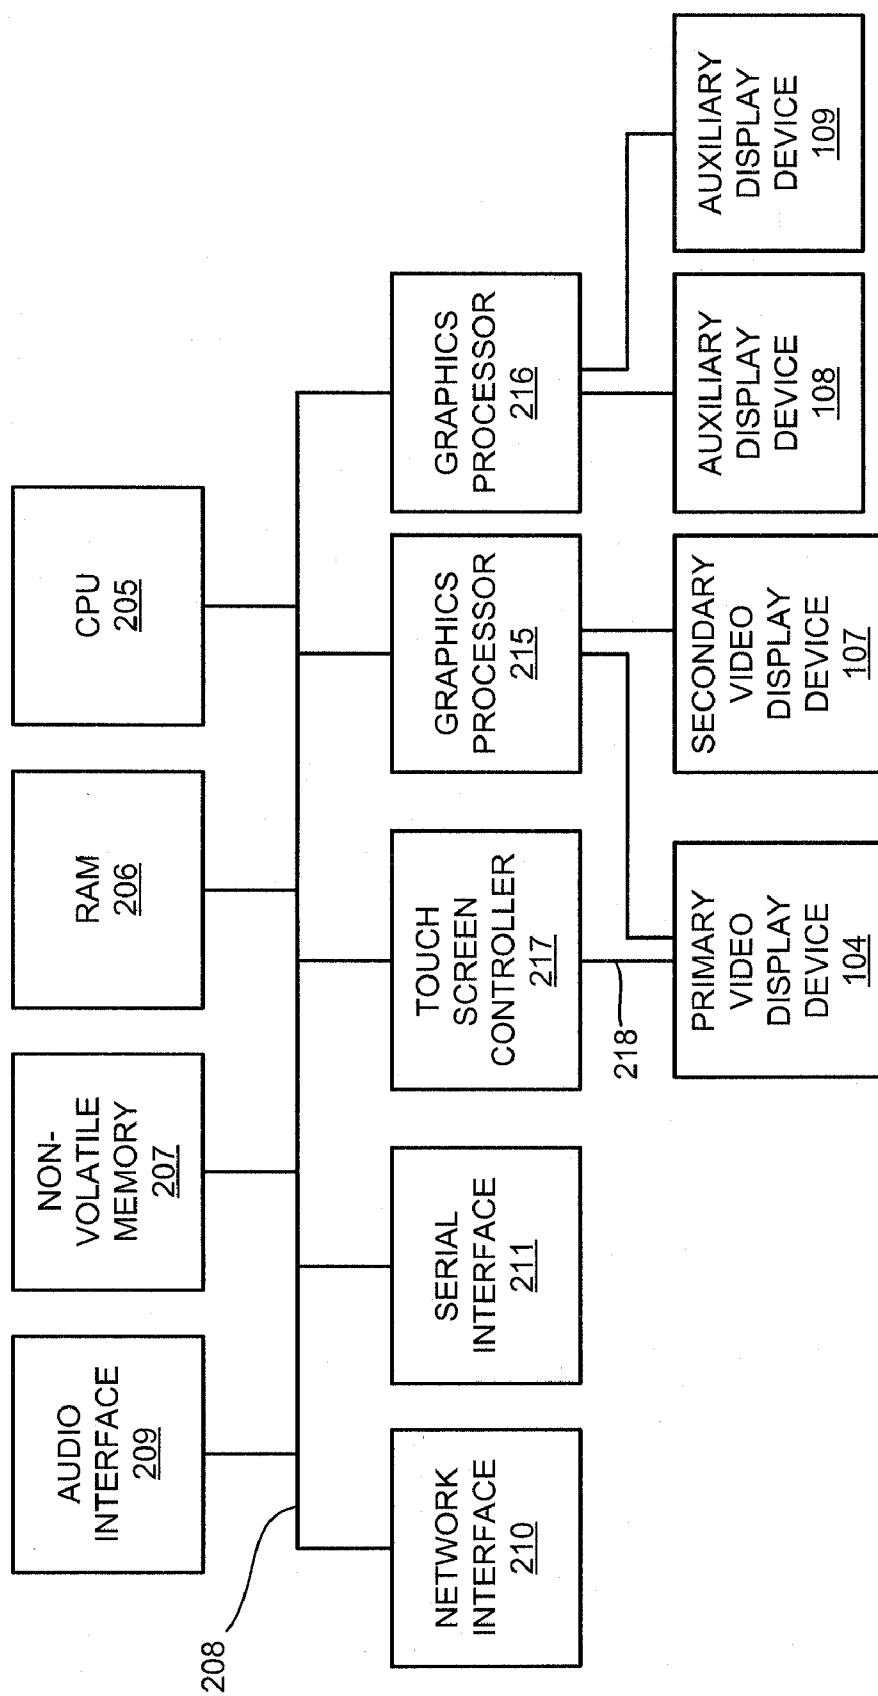 AUDIO
INTERFACE
209
NON-
VOLATILE
MEMORY
207
RAM
206
CPU
205
208
NETWORK
INTERFACE
210
SERIAL
INTERFACE
211
TOUCH
SCREEN
CONTROLLER
217
GRAPHICS
PROCESSOR
215
GRAPHICS
PROCESSOR
216
218
PRIMARY
VIDEO
DISPLAY
DEVICE
104
SECONDARY
VIDEO
DISPLAY
DEVICE
107
AUXILIARY
DISPLAY
DEVICE
108
AUXILIARY
DISPLAY
DEVICE
109